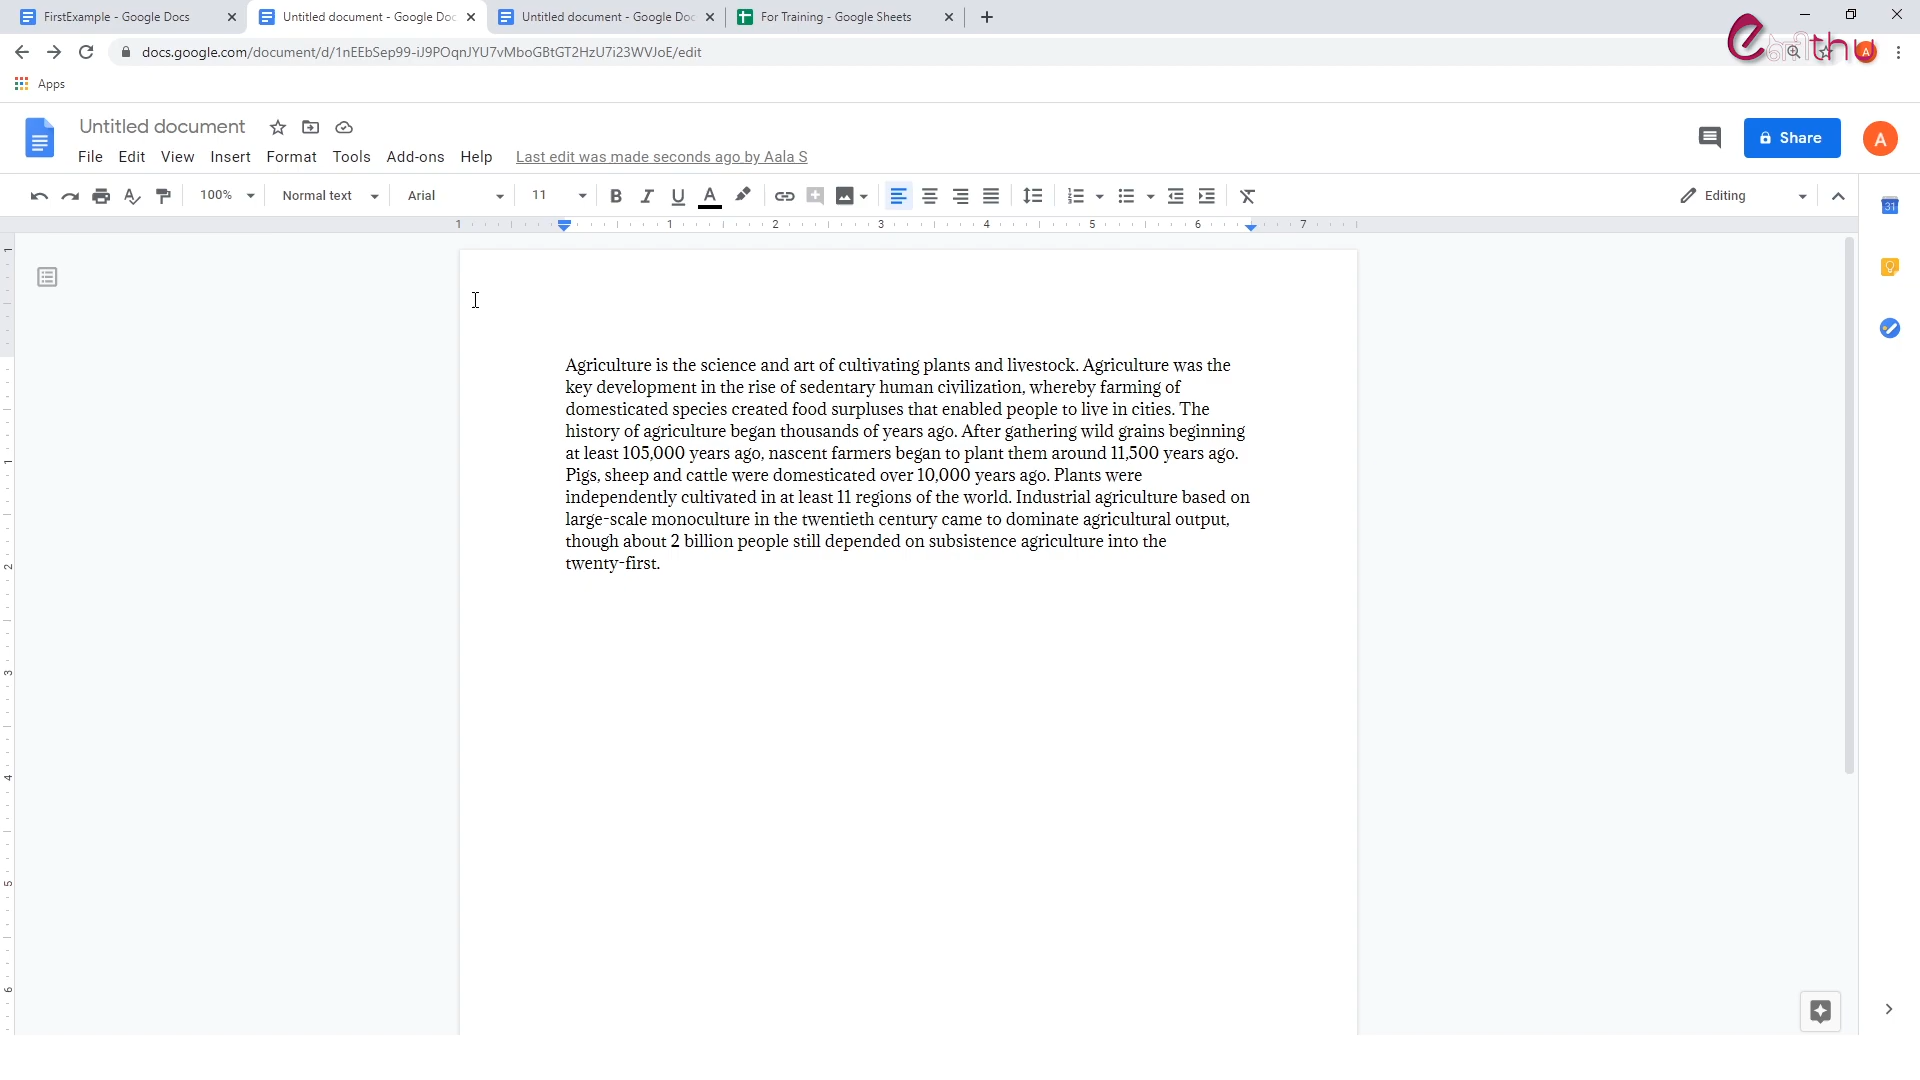 FirstExample - Google Docs
Untitled document - Google Doc
Untitled document - Google Doc
For Training - Google Sheets
docs.google.com/document/d/1nEEbSep99-iJ9POqnJYU7vMboGBtGT2HzU7i23WVJoE/edit
Apps
Untitled document
File Edit View Insert Format Tools Add-ons Help Last edit was made seconds ago by Aala S
Share
A
100% Normal text Arial 11 B I U A Editing
1 1 2 3 4 5 6 7
31
Agriculture is the science and art of cultivating plants and livestock. Agriculture was the
key development in the rise of sedentary human civilization, whereby farming of
domesticated species created food surpluses that enabled people to live in cities. The
history of agriculture began thousands of years ago. After gathering wild grains beginning
at least 105,000 years ago, nascent farmers began to plant them around 11,500 years ago.
Pigs, sheep and cattle were domesticated over 10,000 years ago. Plants were
independently cultivated in at least 11 regions of the world. Industrial agriculture based on
large-scale monoculture in the twentieth century came to dominate agricultural output,
though about 2 billion people still depended on subsistence agriculture into the
twenty-first.
1
1
2
3
4
5
6